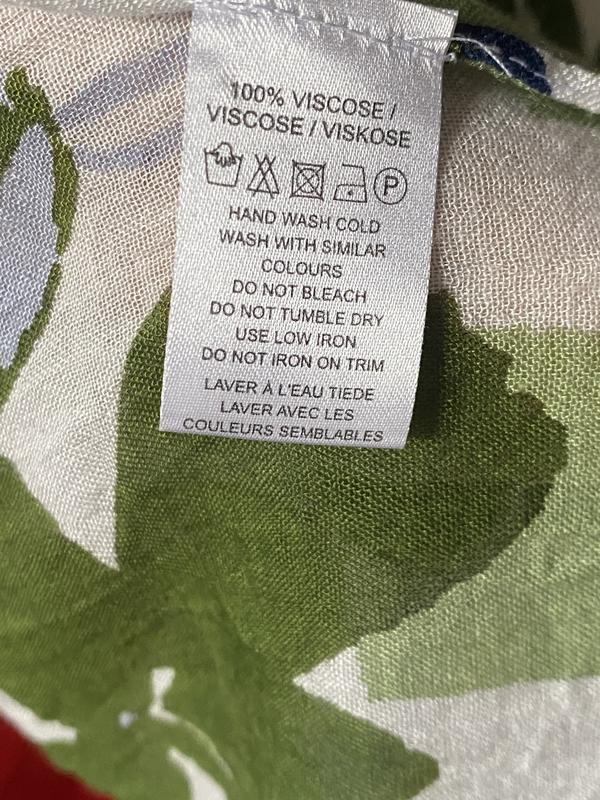 100% VISCOSE /
VISCOSE / VISKOSE
P
HAND WASH COLD
WASH WITH SIMILAR
COLOURS
DO NOT BLEACH
DO NOT TUMBLE DRY
USE LOW IRON
DO NOT IRON ON TRIM
LAVER À L'EAU TIEDE
LAVER AVEC LES
COULEURS SEMBLABLES